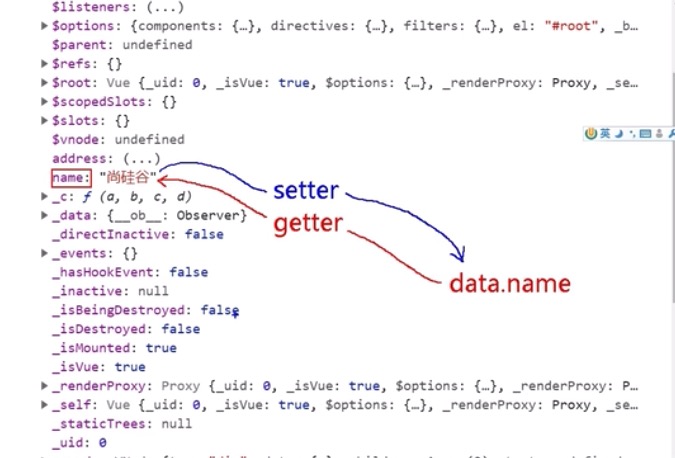 $listeners: (...)
$options: {components: {…}, directives: {…}, filters: {…}, el: "#root", _b…
$parent: undefined
$refs: {}
$root: Vue {_uid: 0, _isVue: true, $options: {…}, _renderProxy: Proxy, _se…
$scopedSlots: {}
$slots: {}
$vnode: undefined
英
address: (...)
name: "尚硅谷"
setter
_c: ƒ (a, b, c, d)
_data: {__ob__: Observer}
getter
_directInactive: false
_events: {}
_hasHookEvent: false
data.name
_inactive: null
_isBeingDestroyed: false
_isDestroyed: false
_isMounted: true
_isVue: true
_renderProxy: Proxy {_uid: 0, _isVue: true, $options: {…}, _renderProxy: P…
_self: Vue {_uid: 0, _isVue: true, $options: {…}, _renderProxy: Proxy, _se…
_staticTrees: null
_uid: 0